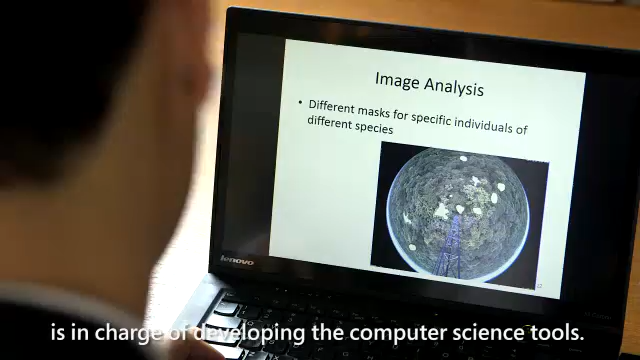 Image Analysis
• Different masks for specific individuals of
different species
12
lenovo
is in charge of developing the computer science tools.